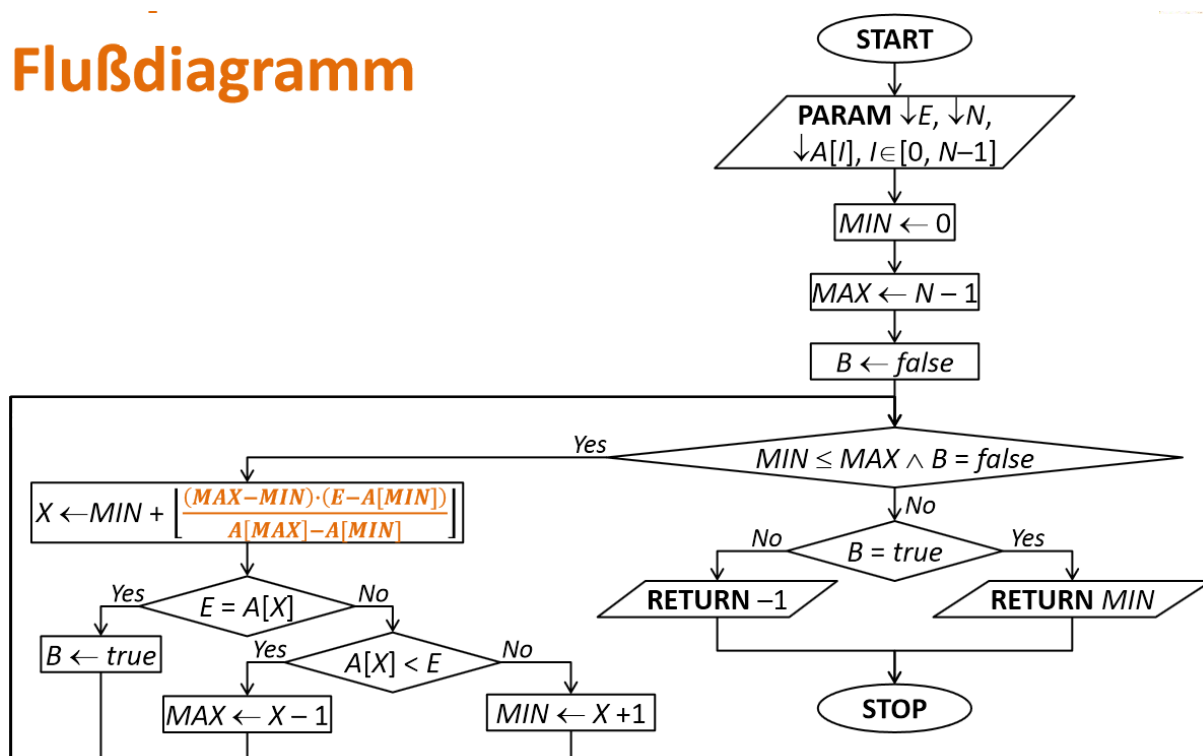 Flußdiagramm
START
PARAM ↓E, ↓N,
↓A[I], I∈[0, N–1]
MIN ← 0
MAX ← N – 1
B ← false
MIN ≤ MAX ∧ B = false
Yes
No
X ←MIN + ⌊(MAX−MIN)·(E−A[MIN]) / A[MAX]−A[MIN]⌋
B = true
No
Yes
RETURN –1
RETURN MIN
STOP
E = A[X]
Yes
No
B ← true
A[X] < E
Yes
No
MAX ← X – 1
MIN ← X +1